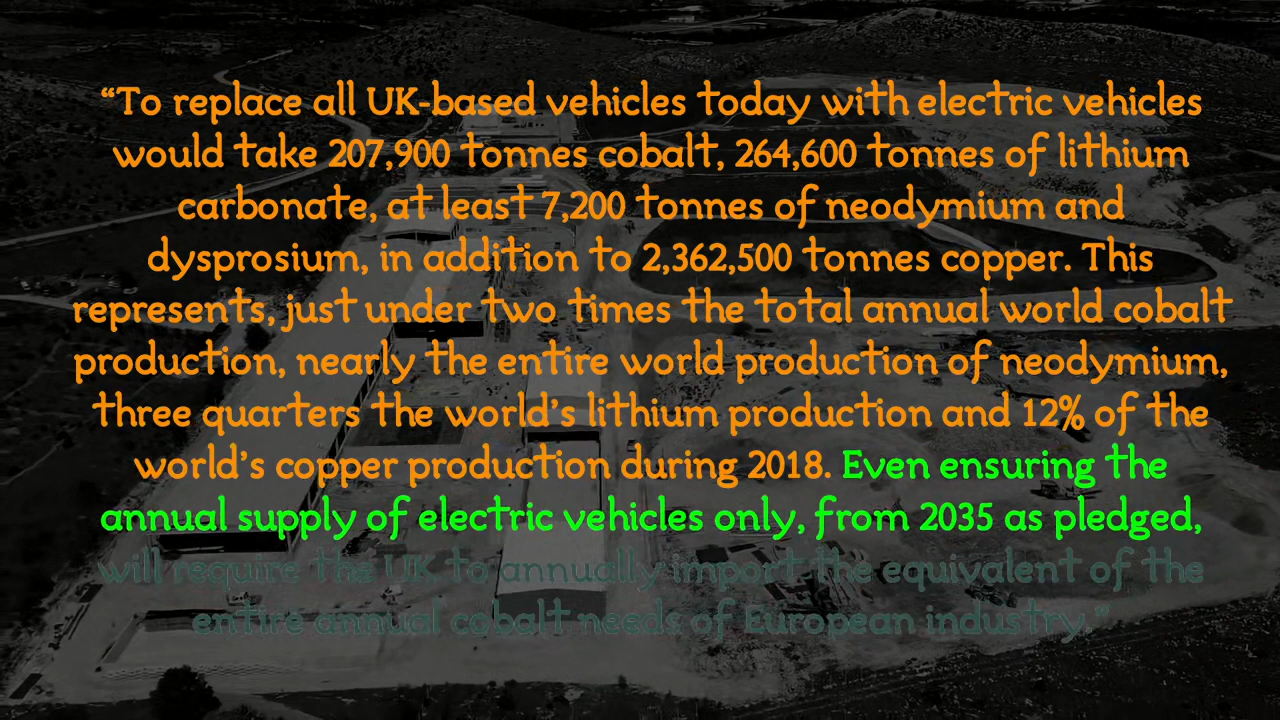 “To replace all UK-based vehicles today with electric vehicles
would take 207,900 tonnes cobalt, 264,600 tonnes of lithium
carbonate, at least 7,200 tonnes of neodymium and
dysprosium, in addition to 2,362,500 tonnes copper. This
represents, just under two times the total annual world cobalt
production, nearly the entire world production of neodymium,
three quarters the world’s lithium production and 12% of the
world’s copper production during 2018. Even ensuring the
annual supply of electric vehicles only, from 2035 as pledged,
will require the UK to annually import the equivalent of the
entire annual cobalt needs of European industry.”